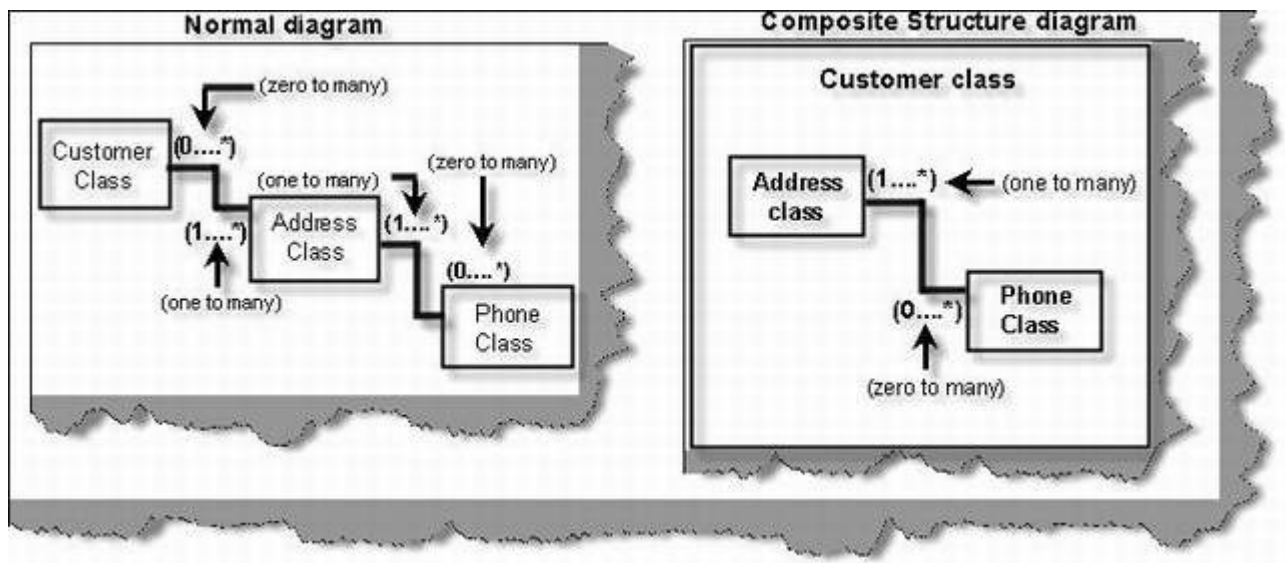 Normal diagram
(zero to many)
Customer
Class
(0....*)
(1....*)
(one to many)
(one to many)
Address
Class
(1....*)
(zero to many)
(0....*)
Phone
Class
Composite Structure diagram
Customer class
Address
class
(1....*)
(one to many)
(0....*)
(zero to many)
Phone
Class